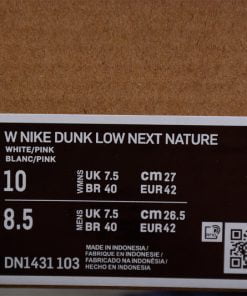 W NIKE DUNK LOW NEXT NATURE
WHITE/PINK
BLANC/PINK
10 WMNS UK 7.5 cm 27
BR 40 EUR 42
8.5 MENS UK 7.5 cm 26.5
BR 40 EUR 42
MADE IN INDONESIA/
FABRIQUÉ EN INDONÉSIE/
FABRICADO NA INDONÉSIA/
HECHO EN INDONESIA
DN1431 103